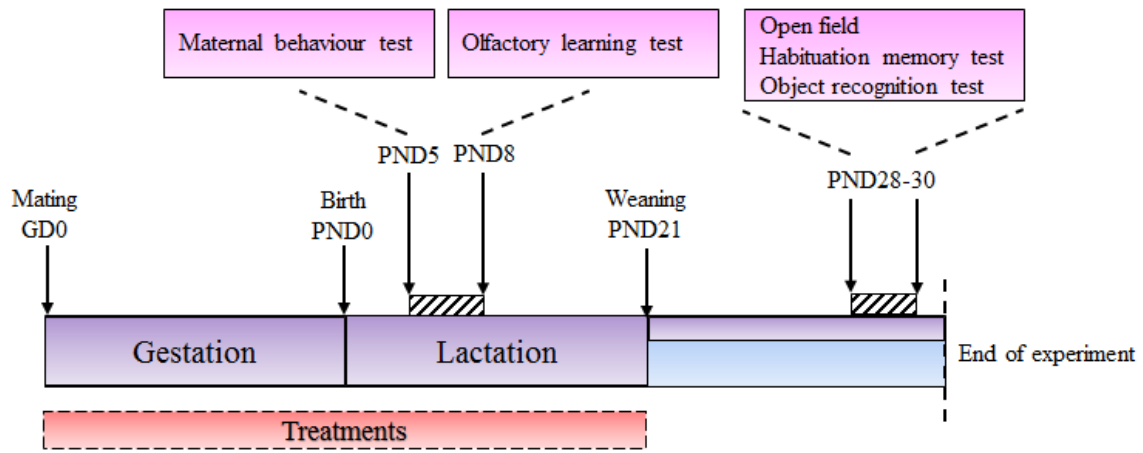 Maternal behaviour test
Olfactory learning test
Open field
Habituation memory test
Object recognition test
PND5
PND8
PND28-30
Mating
GD0
Birth
PND0
Weaning
PND21
Gestation
Lactation
End of experiment
Treatments